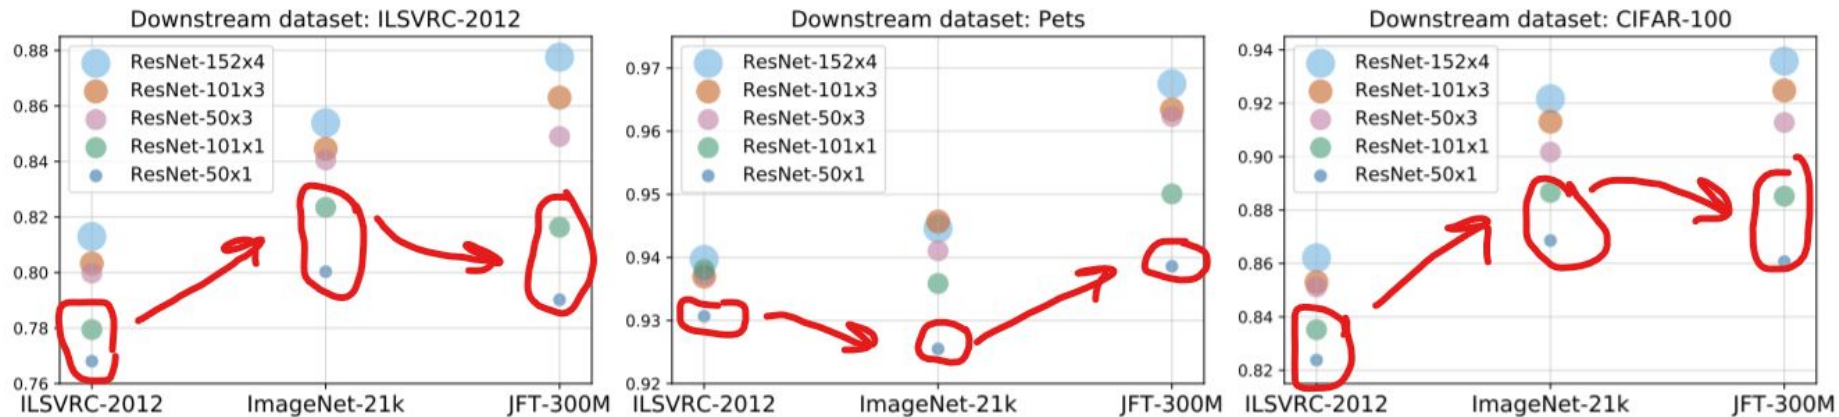 Downstream dataset: ILSVRC-2012
0.88
0.86
0.84
0.82
0.80
0.78
0.76
ResNet-152x4
ResNet-101x3
ResNet-50x3
ResNet-101x1
ResNet-50x1
ILSVRC-2012 ImageNet-21k JFT-300M
Downstream dataset: Pets
0.97
0.96
0.95
0.94
0.93
0.92
ResNet-152x4
ResNet-101x3
ResNet-50x3
ResNet-101x1
ResNet-50x1
ILSVRC-2012 ImageNet-21k JFT-300M
Downstream dataset: CIFAR-100
0.94
0.92
0.90
0.88
0.86
0.84
0.82
ResNet-152x4
ResNet-101x3
ResNet-50x3
ResNet-101x1
ResNet-50x1
ILSVRC-2012 ImageNet-21k JFT-300M